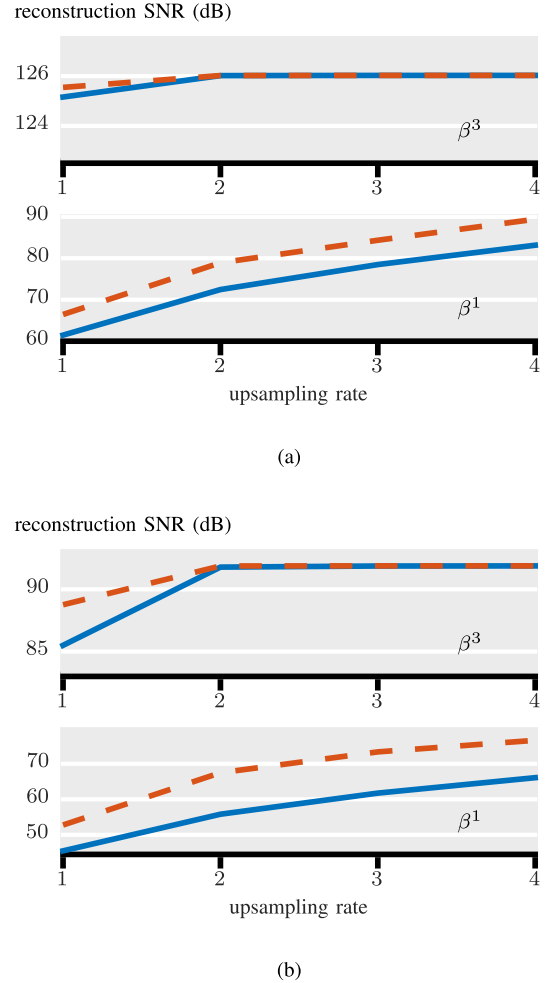 reconstruction SNR (dB)
126
124
β³
1 2 3 4
90
80
70
60
β¹
1 2 3 4
upsampling rate
(a)
reconstruction SNR (dB)
90
85
β³
1 2 3 4
70
60
50
β¹
1 2 3 4
upsampling rate
(b)